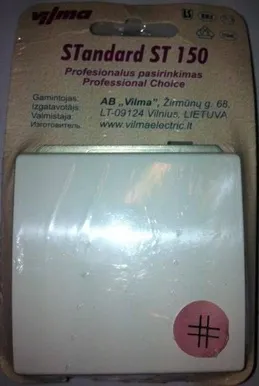 vilma
STandard ST 150
Profesionalus pasirinkimas
Professional Choice
Gamintojas:
Izgatavotājs:
Valmistaja:
Изготовитель:
AB „Vilma”, Žirmūnų g. 68,
LT-09124 Vilnius, LIETUVA
www.vilmaelectric.lt
#